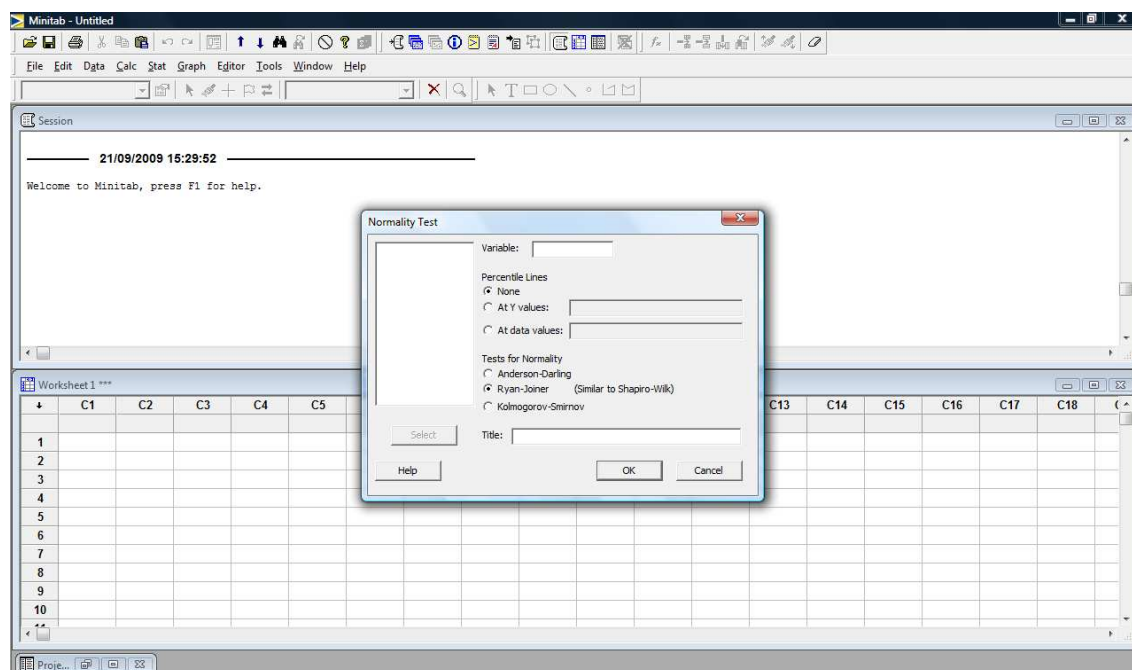 Minitab - Untitled
File Edit Data Calc Stat Graph Editor Tools Window Help
Session
21/09/2009 15:29:52
Welcome to Minitab, press F1 for help.
Normality Test
Variable:
Percentile Lines
None
At Y values:
At data values:
Tests for Normality
Anderson-Darling
Ryan-Joiner (Similar to Shapiro-Wilk)
Kolmogorov-Smirnov
Select Title:
Help OK Cancel
Worksheet 1 ***
C1 C2 C3 C4 C5 C13 C14 C15 C16 C17 C18
1
2
3
4
5
6
7
8
9
10
Proje...